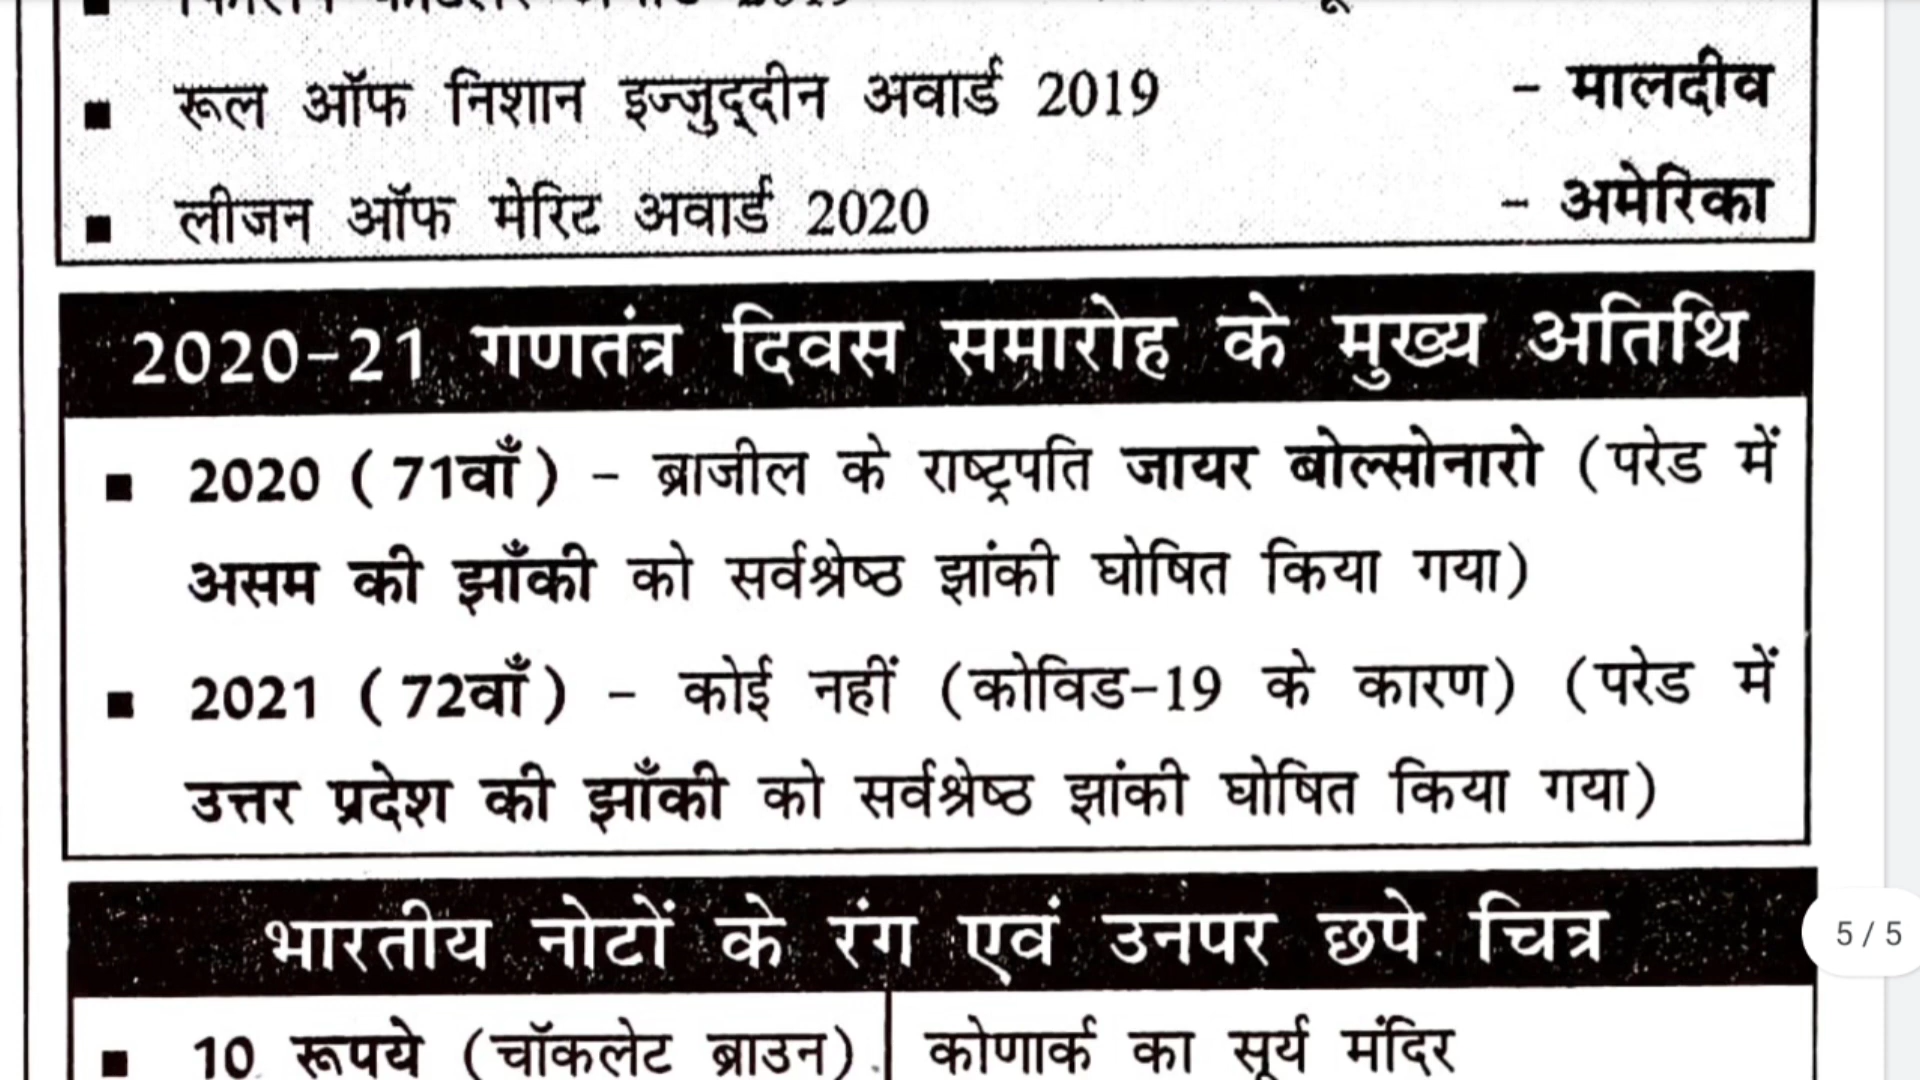 ■ रूल ऑफ निशान इज्जुद्दीन अवार्ड 2019 - मालदीव
■ लीजन ऑफ मेरिट अवार्ड 2020 - अमेरिका
2020-21 गणतंत्र दिवस समारोह के मुख्य अतिथि
■ 2020 (71वाँ) - ब्राजील के राष्ट्रपति जायर बोल्सोनारो (परेड में
असम की झाँकी को सर्वश्रेष्ठ झांकी घोषित किया गया)
■ 2021 (72वाँ) - कोई नहीं (कोविड-19 के कारण) (परेड में
उत्तर प्रदेश की झाँकी को सर्वश्रेष्ठ झांकी घोषित किया गया)
भारतीय नोटों के रंग एवं उनपर छपे चित्र
5 / 5
■ 10 रूपये (चॉकलेट ब्राउन) कोणार्क का सूर्य मंदिर